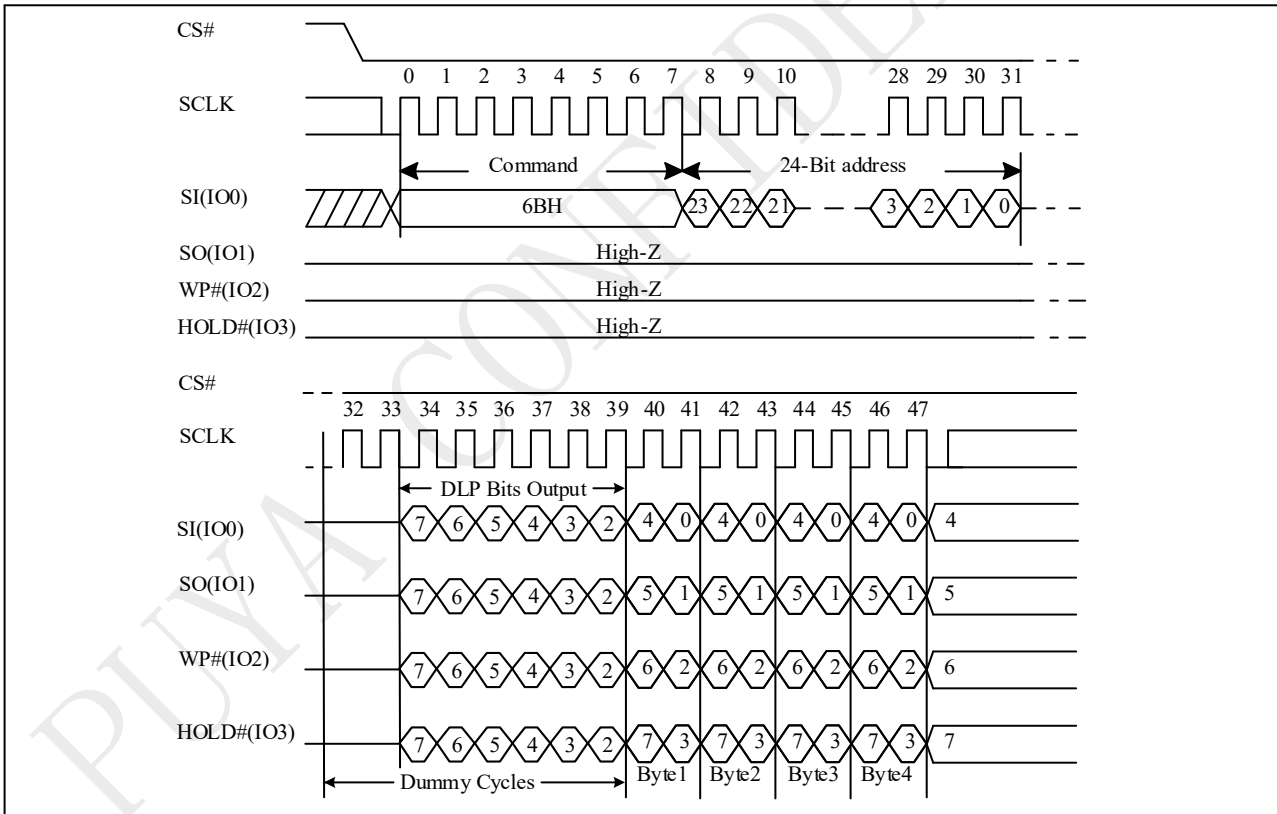 CS#
0 1 2 3 4 5 6 7 8 9 10 28 29 30 31
SCLK
Command 24-Bit address
SI(IO0) 6BH 23 22 21 3 2 1 0
SO(IO1) High-Z
WP#(IO2) High-Z
HOLD#(IO3) High-Z
CS#
32 33 34 35 36 37 38 39 40 41 42 43 44 45 46 47
SCLK
DLP Bits Output
SI(IO0) 7 6 5 4 3 2 4 0 4 0 4 0 4 0 4
SO(IO1) 7 6 5 4 3 2 5 1 5 1 5 1 5 1 5
WP#(IO2) 7 6 5 4 3 2 6 2 6 2 6 2 6 2 6
HOLD#(IO3) 7 6 5 4 3 2 7 3 7 3 7 3 7 3 7
Dummy Cycles Byte1 Byte2 Byte3 Byte4
PUYA